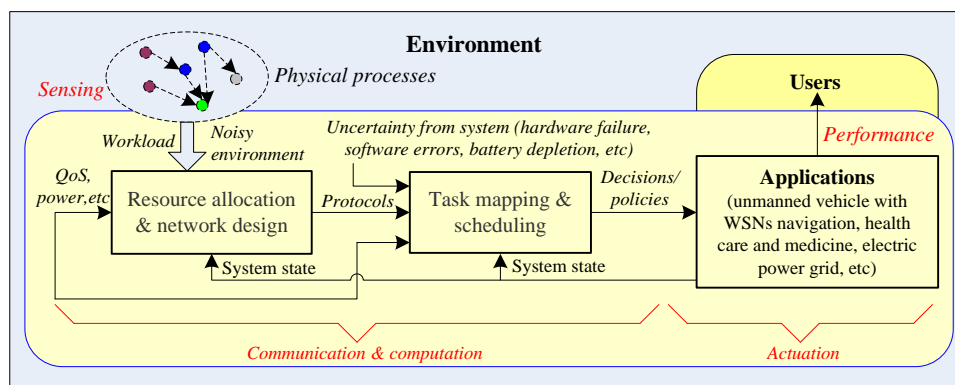 Environment
Physical processes
Sensing
Users
Performance
Workload
Noisy
environment
Uncertainty from system (hardware failure,
software errors, battery depletion, etc)
QoS,
power,etc
Resource allocation
& network design
Protocols
Task mapping &
scheduling
Decisions/
policies
Applications
(unmanned vehicle with
WSNs navigation, health
care and medicine, electric
power grid, etc)
System state
System state
Communication & computation
Actuation